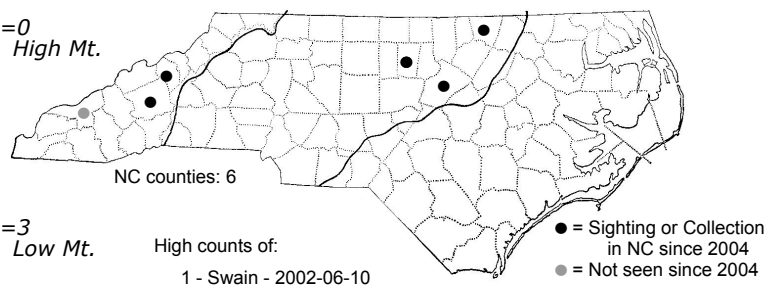 =0
High Mt.
NC counties: 6
=3
Low Mt.
High counts of:
1 - Swain - 2002-06-10
● = Sighting or Collection
in NC since 2004
● = Not seen since 2004